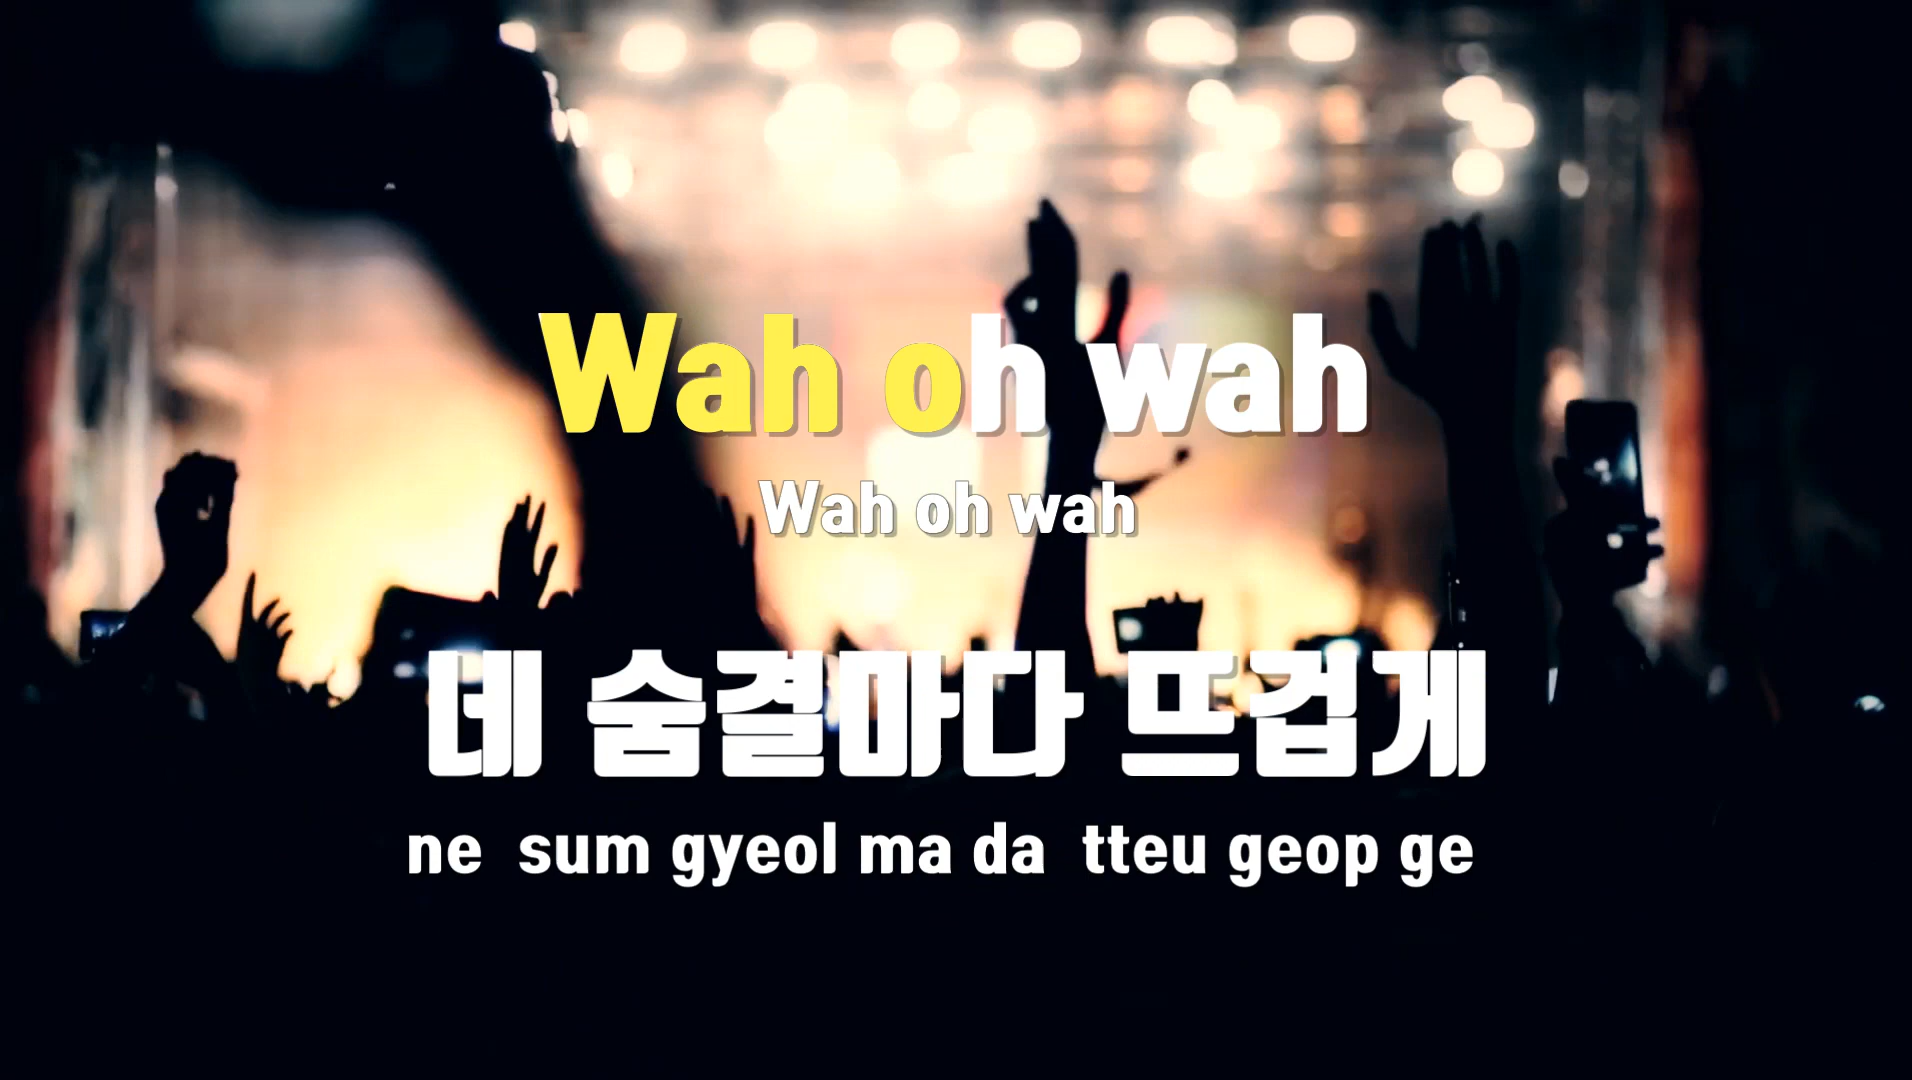 Wah oh wah
Wah oh wah
네 숨결마다 뜨겁게
ne sum gyeol ma da tteu geop ge